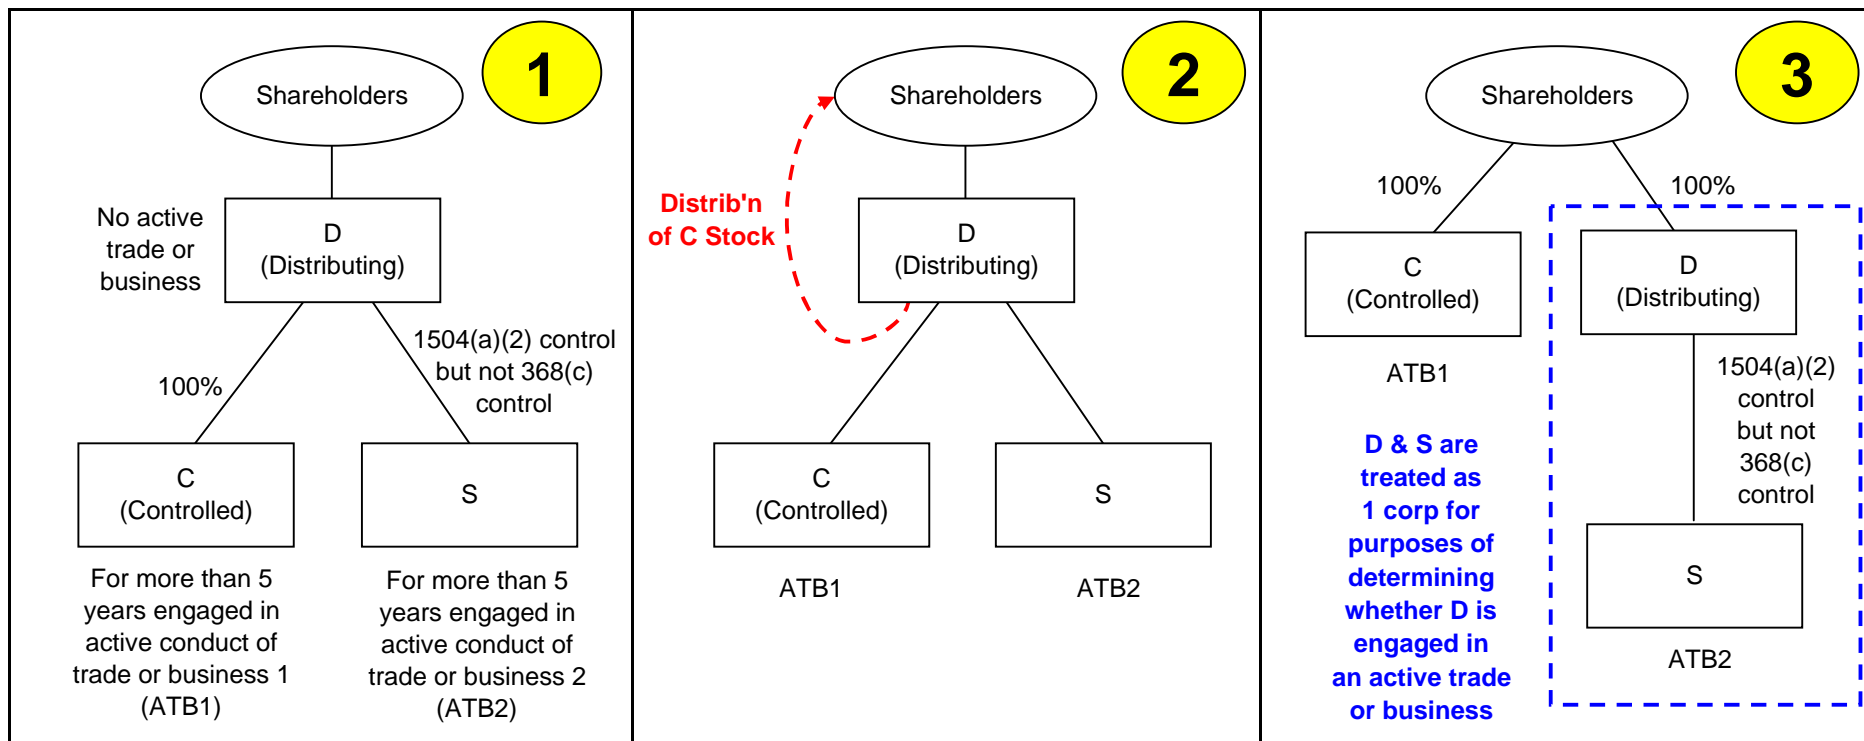 1
Shareholders
No active
trade or
business
D
(Distributing)
1504(a)(2) control
but not 368(c)
control
100%
C
(Controlled)
S
For more than 5
years engaged in
active conduct of
trade or business 1
(ATB1)
For more than 5
years engaged in
active conduct of
trade or business 2
(ATB2)
2
Shareholders
Distrib'n
of C Stock
D
(Distributing)
C
(Controlled)
S
ATB1
ATB2
3
Shareholders
100%
100%
C
(Controlled)
D
(Distributing)
ATB1
1504(a)(2)
control
but not
368(c)
control
D & S are
treated as
1 corp for
purposes of
determining
whether D is
engaged in
an active trade
or business
S
ATB2